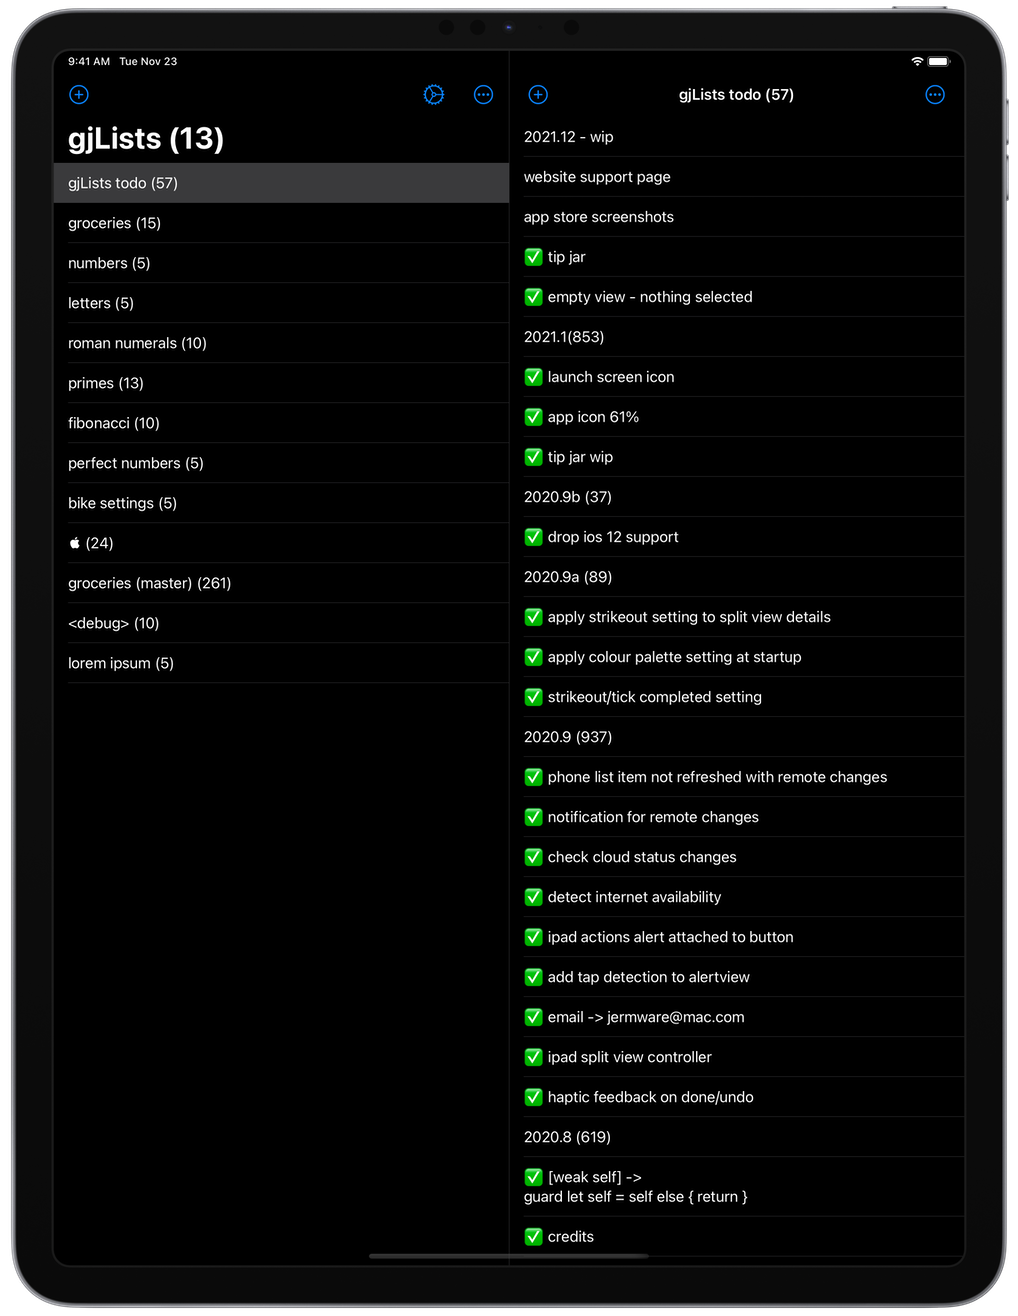 9:41 AM Tue Nov 23
gjLists (13)
gjLists todo (57)
groceries (15)
numbers (5)
letters (5)
roman numerals (10)
primes (13)
fibonacci (10)
perfect numbers (5)
bike settings (5)
 (24)
groceries (master) (261)
<debug> (10)
lorem ipsum (5)
gjLists todo (57)
2021.12 - wip
website support page
app store screenshots
✅ tip jar
✅ empty view - nothing selected
2021.1(853)
✅ launch screen icon
✅ app icon 61%
✅ tip jar wip
2020.9b (37)
✅ drop ios 12 support
2020.9a (89)
✅ apply strikeout setting to split view details
✅ apply colour palette setting at startup
✅ strikeout/tick completed setting
2020.9 (937)
✅ phone list item not refreshed with remote changes
✅ notification for remote changes
✅ check cloud status changes
✅ detect internet availability
✅ ipad actions alert attached to button
✅ add tap detection to alertview
✅ email -> jermware@mac.com
✅ ipad split view controller
✅ haptic feedback on done/undo
2020.8 (619)
✅ [weak self] ->
guard let self = self else { return }
✅ credits